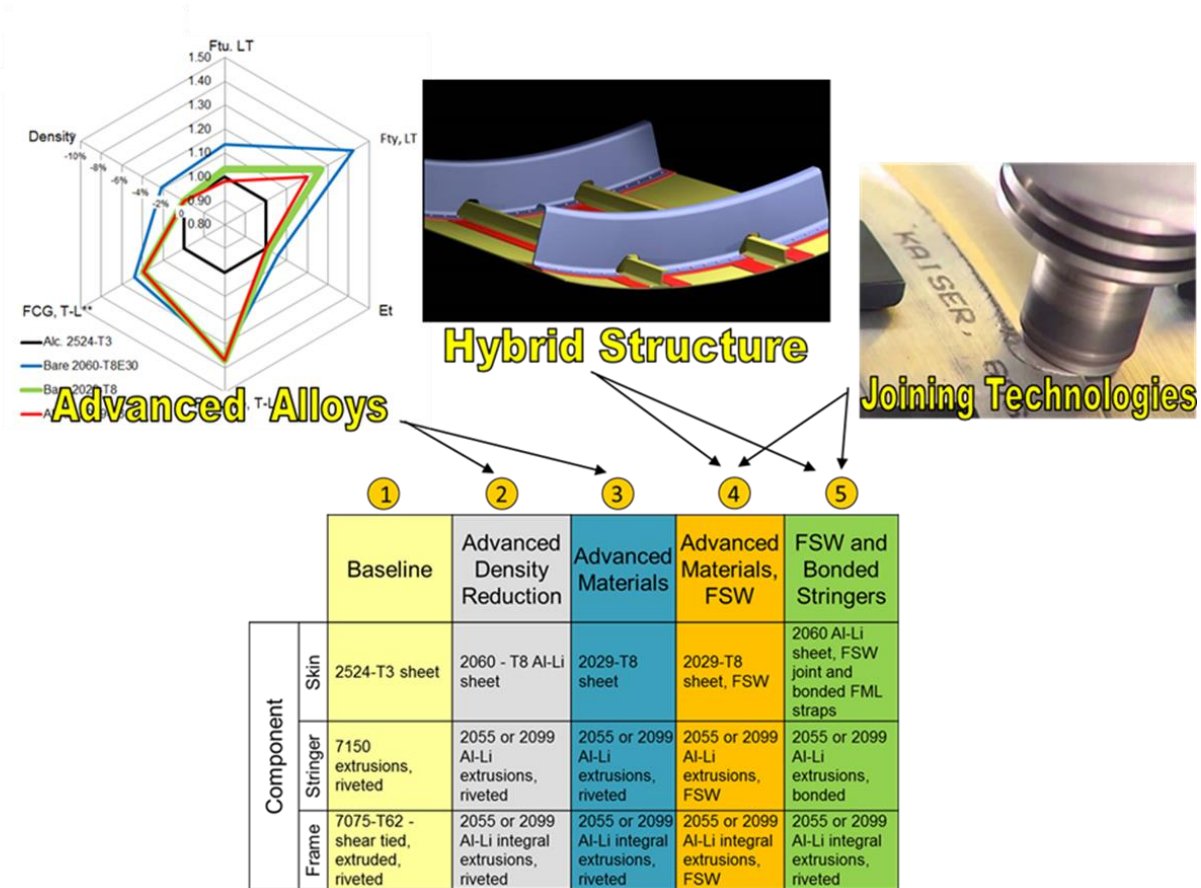 Ftu. LT
1.50
1.40
1.30
1.20
1.10
1.00
0.90
0.80
Density
-10%
-8%
-6%
-4%
-2%
0
Fty, LT
FCG, T-L**
Et
Alc. 2524-T3
Bare 2060-T8E30
T-L
Advanced Alloys
Hybrid Structure
KAISER,
Joining Technologies
1
2
3
4
5
Baseline
Advanced
Density
Reduction
Advanced
Materials
Advanced
Materials,
FSW
FSW and
Bonded
Stringers
Component
Skin
2524-T3 sheet
2060 - T8 Al-Li
sheet
2029-T8
sheet
2029-T8
sheet, FSW
2060 Al-Li
sheet, FSW
joint and
bonded FML
straps
Stringer
7150
extrusions,
riveted
2055 or 2099
Al-Li
extrusions,
riveted
2055 or 2099
Al-Li
extrusions,
riveted
2055 or 2099
Al-Li
extrusions,
FSW
2055 or 2099
Al-Li
extrusions,
bonded
Frame
7075-T62 -
shear tied,
extruded,
riveted
2055 or 2099
Al-Li integral
extrusions,
riveted
2055 or 2099
Al-Li integral
extrusions,
riveted
2055 or 2099
Al-Li integral
extrusions,
FSW
2055 or 2099
Al-Li integral
extrusions,
riveted